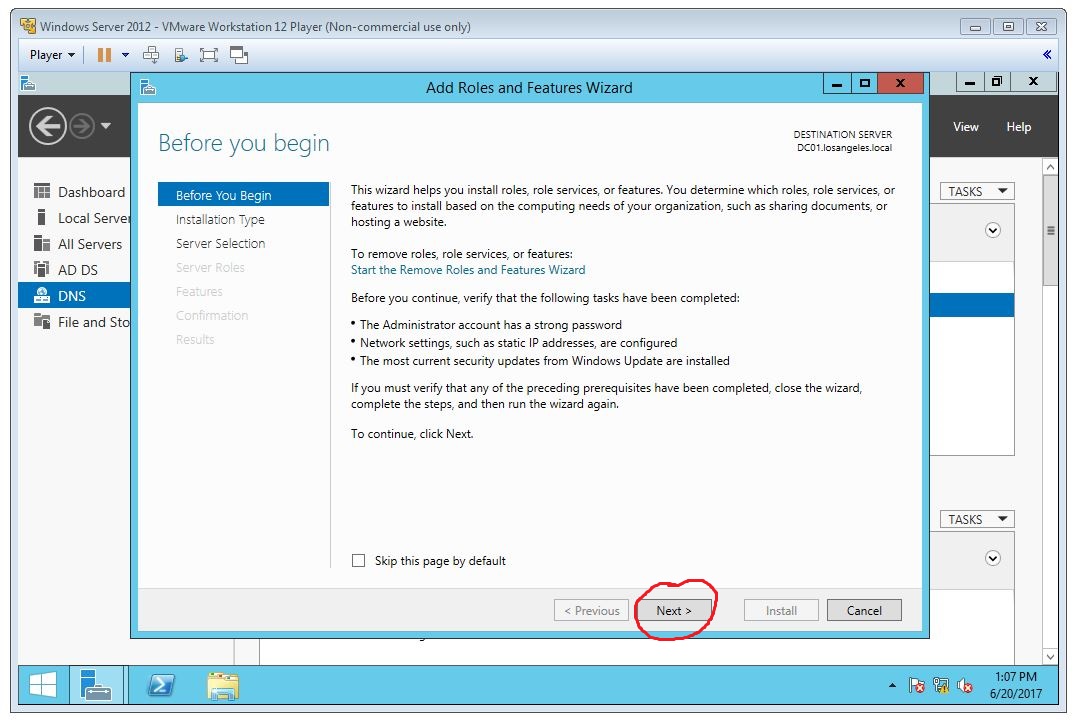 Windows Server 2012 - VMware Workstation 12 Player (Non-commercial use only)
Player
Add Roles and Features Wizard
View Help
Before you begin
DESTINATION SERVER
DC01.losangeles.local
Dashboard
Local Server
All Servers
AD DS
DNS
File and Sto
Before You Begin
Installation Type
Server Selection
Server Roles
Features
Confirmation
Results
This wizard helps you install roles, role services, or features. You determine which roles, role services, or
features to install based on the computing needs of your organization, such as sharing documents, or
hosting a website.
To remove roles, role services, or features:
Start the Remove Roles and Features Wizard
Before you continue, verify that the following tasks have been completed:
• The Administrator account has a strong password
• Network settings, such as static IP addresses, are configured
• The most current security updates from Windows Update are installed
If you must verify that any of the preceding prerequisites have been completed, close the wizard,
complete the steps, and then run the wizard again.
To continue, click Next.
Skip this page by default
< Previous Next > Install Cancel
TASKS
TASKS
1:07 PM
6/20/2017